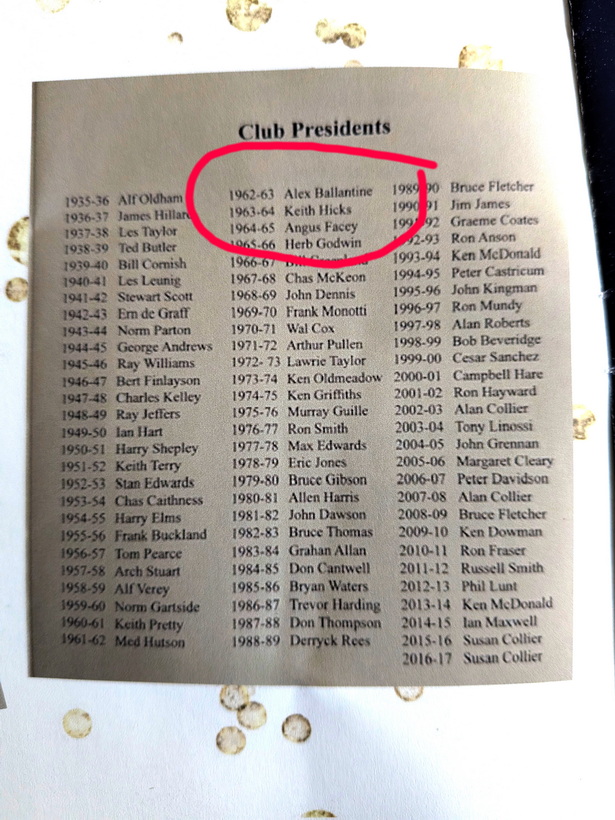 Club Presidents
1935-36 Alf Oldham
1936-37 James Hillard
1937-38 Les Taylor
1938-39 Ted Butler
1939-40 Bill Cornish
1940-41 Les Leunig
1941-42 Stewart Scott
1942-43 Ern de Graff
1943-44 Norm Parton
1944-45 George Andrews
1945-46 Ray Williams
1946-47 Bert Finlayson
1947-48 Charles Kelley
1948-49 Ray Jeffers
1949-50 Ian Hart
1950-51 Harry Shepley
1951-52 Keith Terry
1952-53 Stan Edwards
1953-54 Chas Caithness
1954-55 Harry Elms
1955-56 Frank Buckland
1956-57 Tom Pearce
1957-58 Arch Stuart
1958-59 Alf Verey
1959-60 Norm Gartside
1960-61 Keith Pretty
1961-62 Med Hutson
1962-63 Alex Ballantine
1963-64 Keith Hicks
1964-65 Angus Facey
1965-66 Herb Godwin
1966-67 Bill
1967-68 Chas McKeon
1968-69 John Dennis
1969-70 Frank Monotti
1970-71 Wal Cox
1971-72 Arthur Pullen
1972- 73 Lawrie Taylor
1973-74 Ken Oldmeadow
1974-75 Ken Griffiths
1975-76 Murray Guille
1976-77 Ron Smith
1977-78 Max Edwards
1978-79 Eric Jones
1979-80 Bruce Gibson
1980-81 Allen Harris
1981-82 John Dawson
1982-83 Bruce Thomas
1983-84 Grahan Allan
1984-85 Don Cantwell
1985-86 Bryan Waters
1986-87 Trevor Harding
1987-88 Don Thompson
1988-89 Derryck Rees
1989-90 Bruce Fletcher
1990-91 Jim James
1991-92 Graeme Coates
1992-93 Ron Anson
1993-94 Ken McDonald
1994-95 Peter Castricum
1995-96 John Kingman
1996-97 Ron Mundy
1997-98 Alan Roberts
1998-99 Bob Beveridge
1999-00 Cesar Sanchez
2000-01 Campbell Hare
2001-02 Ron Hayward
2002-03 Alan Collier
2003-04 Tony Linossi
2004-05 John Grennan
2005-06 Margaret Cleary
2006-07 Peter Davidson
2007-08 Alan Collier
2008-09 Bruce Fletcher
2009-10 Ken Dowman
2010-11 Ron Fraser
2011-12 Russell Smith
2012-13 Phil Lunt
2013-14 Ken McDonald
2014-15 Ian Maxwell
2015-16 Susan Collier
2016-17 Susan Collier